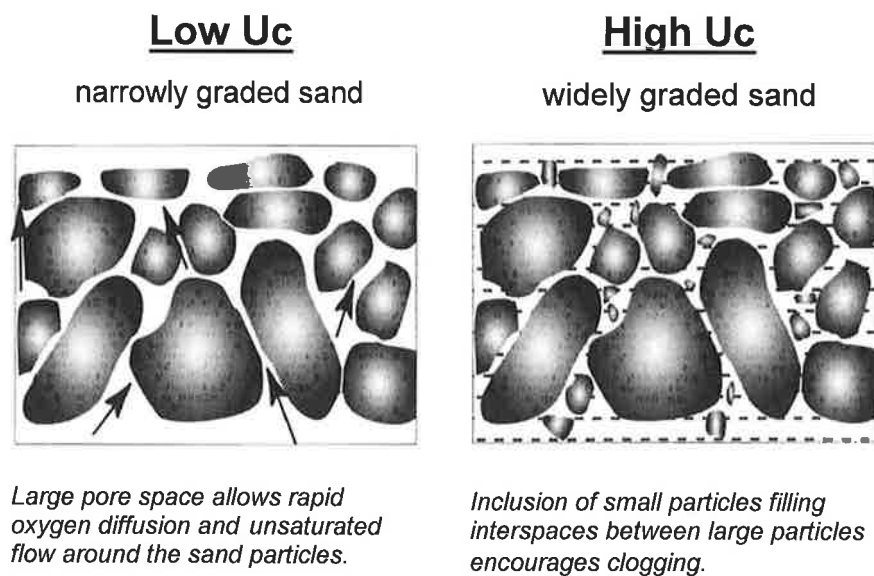 Low Uc
narrowly graded sand
Large pore space allows rapid
oxygen diffusion and unsaturated
flow around the sand particles.
High Uc
widely graded sand
Inclusion of small particles filling
interspaces between large particles
encourages clogging.